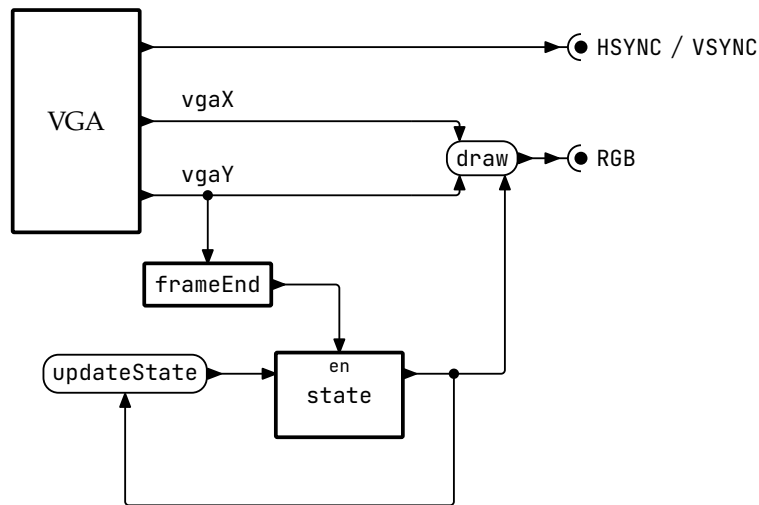 HSYNC / VSYNC
vgaX
VGA
draw
RGB
vgaY
frameEnd
en
updateState
state